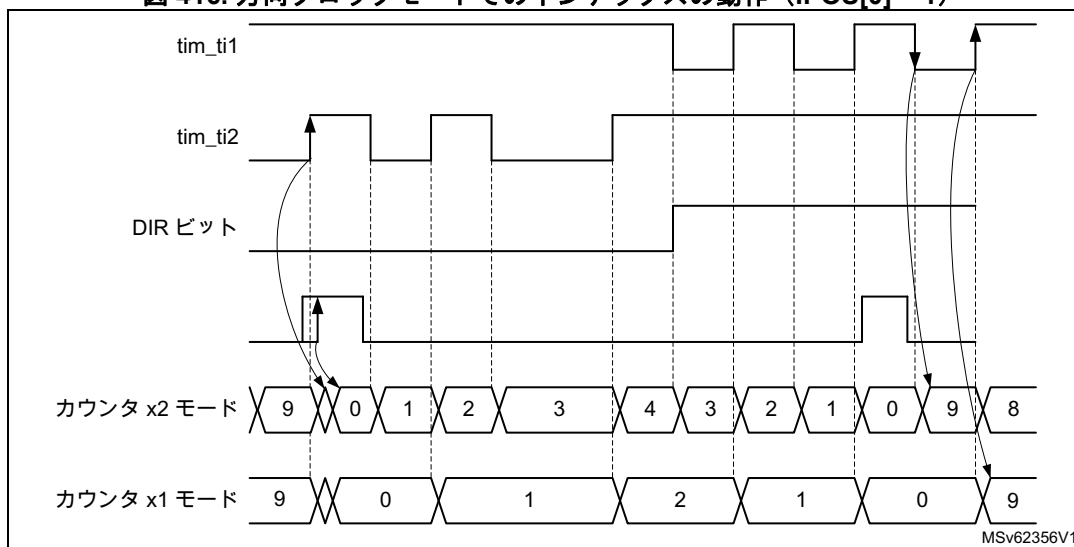 tim_ti1
tim_ti2
DIR ビット
カウンタ x2 モード 9 0 1 2 3 4 3 2 1 0 9 8
カウンタ x1 モード 9 0 1 2 1 0 9
MSv62356V1